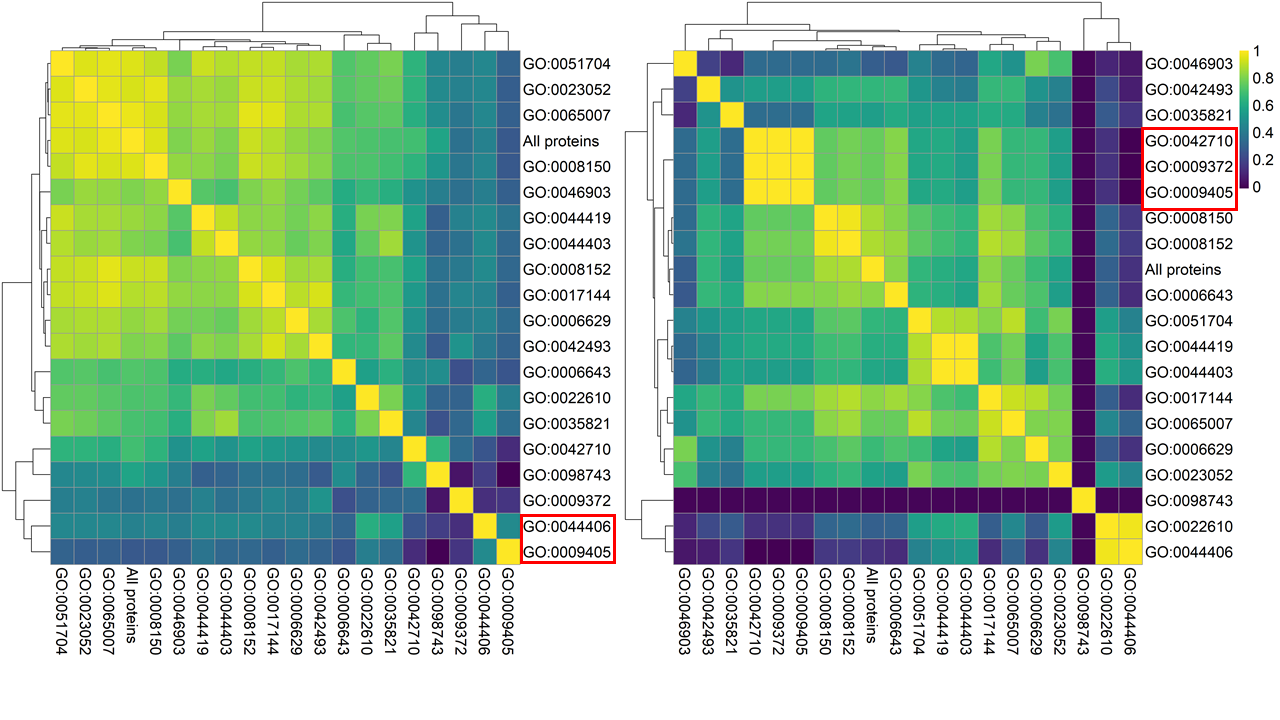 GO:0051704
GO:0023052
GO:0065007
All proteins
GO:0008150
GO:0046903
GO:0044419
GO:0044403
GO:0008152
GO:0017144
GO:0006629
GO:0042493
GO:0006643
GO:0022610
GO:0035821
GO:0042710
GO:0098743
GO:0009372
GO:0044406
GO:0009405
GO:0051704
GO:0023052
GO:0065007
All proteins
GO:0008150
GO:0046903
GO:0044419
GO:0044403
GO:0008152
GO:0017144
GO:0006629
GO:0042493
GO:0006643
GO:0022610
GO:0035821
GO:0042710
GO:0098743
GO:0009372
GO:0044406
GO:0009405
GO:0046903
GO:0042493
GO:0035821
GO:0042710
GO:0009372
GO:0009405
GO:0008150
GO:0008152
All proteins
GO:0006643
GO:0051704
GO:0044419
GO:0044403
GO:0017144
GO:0065007
GO:0006629
GO:0023052
GO:0098743
GO:0022610
GO:0044406
GO:0046903
GO:0042493
GO:0035821
GO:0042710
GO:0009372
GO:0009405
GO:0008150
GO:0008152
All proteins
GO:0006643
GO:0051704
GO:0044419
GO:0044403
GO:0017144
GO:0065007
GO:0006629
GO:0023052
GO:0098743
GO:0022610
GO:0044406
1
0.8
0.6
0.4
0.2
0